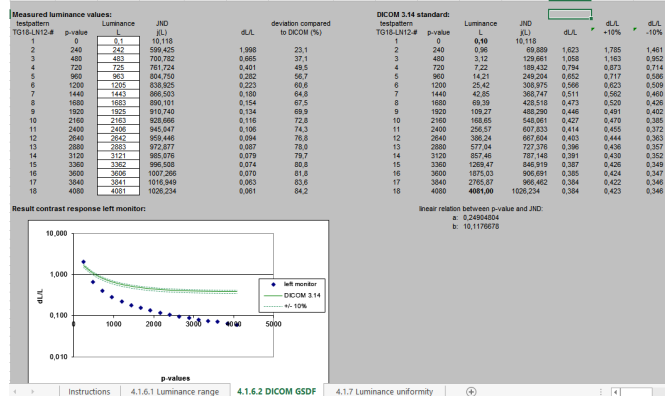 Measured luminance values: DICOM 3.14 standard:
testpattern Luminance JND deviation compared testpattern Luminance JND dL/L dL/L
TG18-LN12-# p-value L j(L) dL/L to DICOM (%) TG18-LN12-# p-value L j(L) dL/L +10% -10%
1 0 0,1 10,118 1 0 0,10 10,118
2 240 242 599,425 1,998 23,1 2 240 0,96 69,889 1,623 1,785 1,461
3 480 483 700,782 0,665 37,1 3 480 3,12 129,661 1,058 1,163 0,952
4 720 725 761,724 0,401 49,5 4 720 7,22 189,432 0,794 0,873 0,714
5 960 963 804,750 0,282 56,7 5 960 14,21 249,204 0,652 0,717 0,586
6 1200 1205 838,925 0,223 60,6 6 1200 25,42 308,975 0,566 0,623 0,509
7 1440 1443 866,503 0,180 64,8 7 1440 42,85 368,747 0,511 0,562 0,460
8 1680 1683 890,101 0,154 67,5 8 1680 69,39 428,518 0,473 0,520 0,426
9 1920 1925 910,740 0,134 69,9 9 1920 109,27 488,290 0,446 0,491 0,402
10 2160 2163 928,666 0,116 72,8 10 2160 168,65 548,061 0,427 0,470 0,385
11 2400 2406 945,047 0,106 74,3 11 2400 256,57 607,833 0,414 0,455 0,372
12 2640 2642 959,446 0,094 76,8 12 2640 386,24 667,604 0,403 0,444 0,363
13 2880 2883 972,877 0,087 78,0 13 2880 577,04 727,376 0,396 0,436 0,357
14 3120 3121 985,076 0,079 79,7 14 3120 857,46 787,148 0,391 0,430 0,352
15 3360 3362 996,508 0,074 80,8 15 3360 1269,47 846,919 0,387 0,426 0,349
16 3600 3606 1007,266 0,070 81,8 16 3600 1875,03 906,691 0,385 0,424 0,347
17 3840 3841 1016,949 0,063 83,6 17 3840 2765,87 966,462 0,384 0,422 0,346
18 4080 4081 1026,234 0,061 84,2 18 4080 4081,00 1026,234 0,384 0,423 0,346
Result contrast response left monitor: lineair relation between p-value and JND:
a: 0,24904804
b: 10,1176678
10,000
1,000
0,100
0,010
dL/L
0 1000 2000 3000 4000 5000
left monitor
DICOM 3.14
+/- 10%
p-values
Instructions 4.1.6.1 Luminance range 4.1.6.2 DICOM GSDF 4.1.7 Luminance uniformity